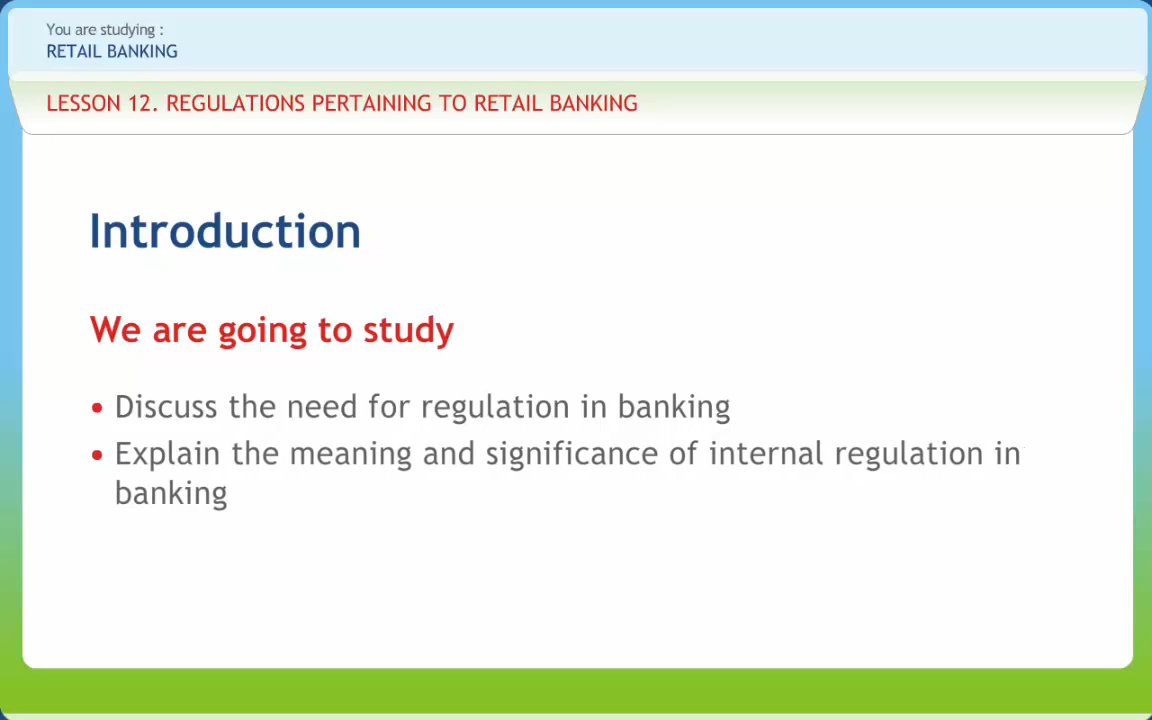 You are studying :
RETAIL BANKING
LESSON 12. REGULATIONS PERTAINING TO RETAIL BANKING
Introduction
We are going to study
• Discuss the need for regulation in banking
• Explain the meaning and significance of internal regulation in
banking